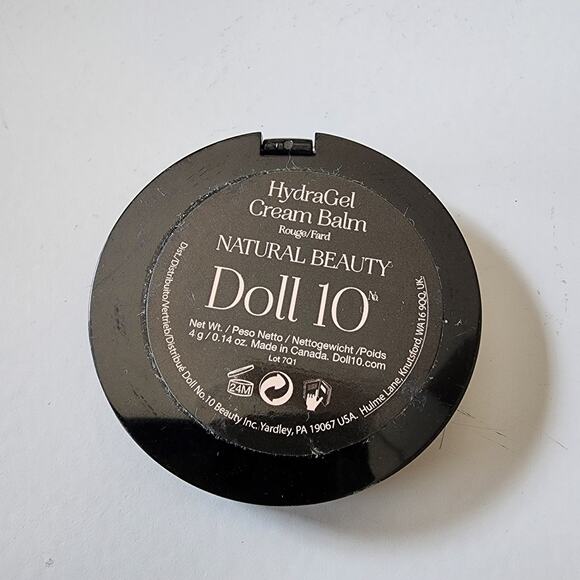 HydraGel
Cream Balm
Rouge/Fard
NATURAL BEAUTY
Doll 10
Net Wt. / Peso Netto / Nettogewicht /Poids
4 g / 0.14 oz. Made in Canada. Doll10.com
Lot 7Q1
24M
Dist./Distribuito/Vertrieb/Distribué Doll No.10 Beauty Inc. Yardley, PA 19067 USA. Hulme Lane, Knutsford, WA16 9QQ, UK.